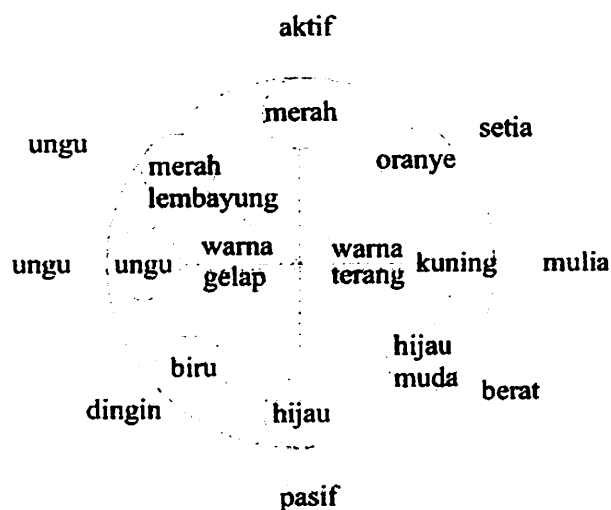 aktif
merah
setia
ungu
oranye
merah
lembayung
warna
gelap
warna
terang
ungu
ungu
kuning
mulia
biru
hijau
muda
berat
dingin
hijau
pasif